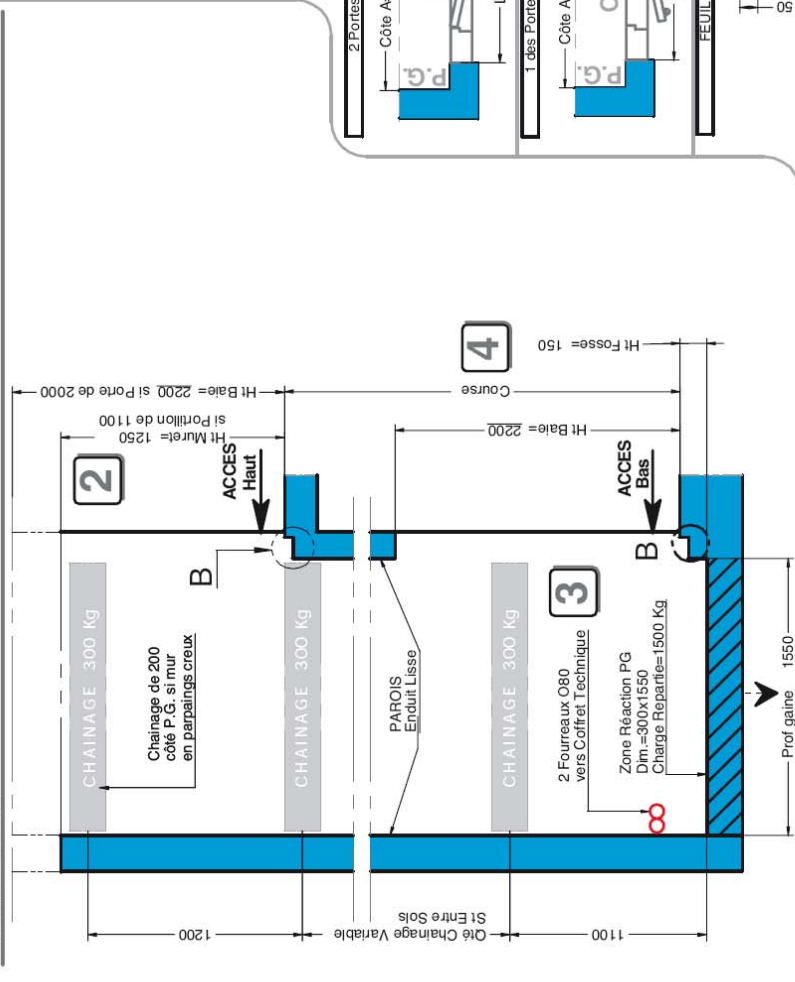 2 Portes
Côte A
P.G.
L
1 des Porte
Côte A
P.G.
FEUIL
50
Ht Baie= 2200 si Porte de 2000
Ht Muret= 1250
si Portillon de 1100
2
ACCES
Haut
B
CHAINAGE 300 Kg
Chainage de 200
côté P.G. si mur
en parpaings creux
CHAINAGE 300 Kg
4
Course
Ht Fosse= 150
Ht Baie= 2200
PAROIS
Enduit Lisse
CHAINAGE 300 Kg
ACCES
Bas
B
3
2 Fourreaux O80
vers Coffret Technique
Zone Réaction PG
Dim.=300x1550
Charge Repartie=1500 Kg
1200
Qté Chainage Variable
St Entre Sols
1100
Prof gaine 1550